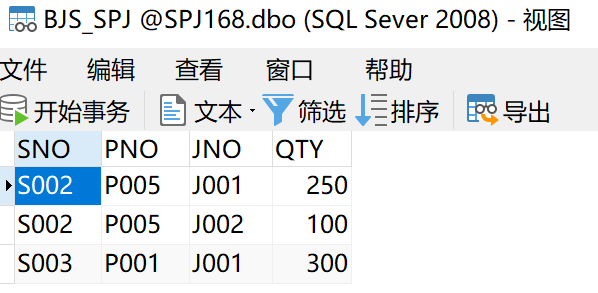 BJS_SPJ @SPJ168.dbo (SQL Sever 2008) - 视图
文件 编辑 查看 窗口 帮助
开始事务 文本 筛选 排序 导出
SNO PNO JNO QTY
S002 P005 J001 250
S002 P005 J002 100
S003 P001 J001 300